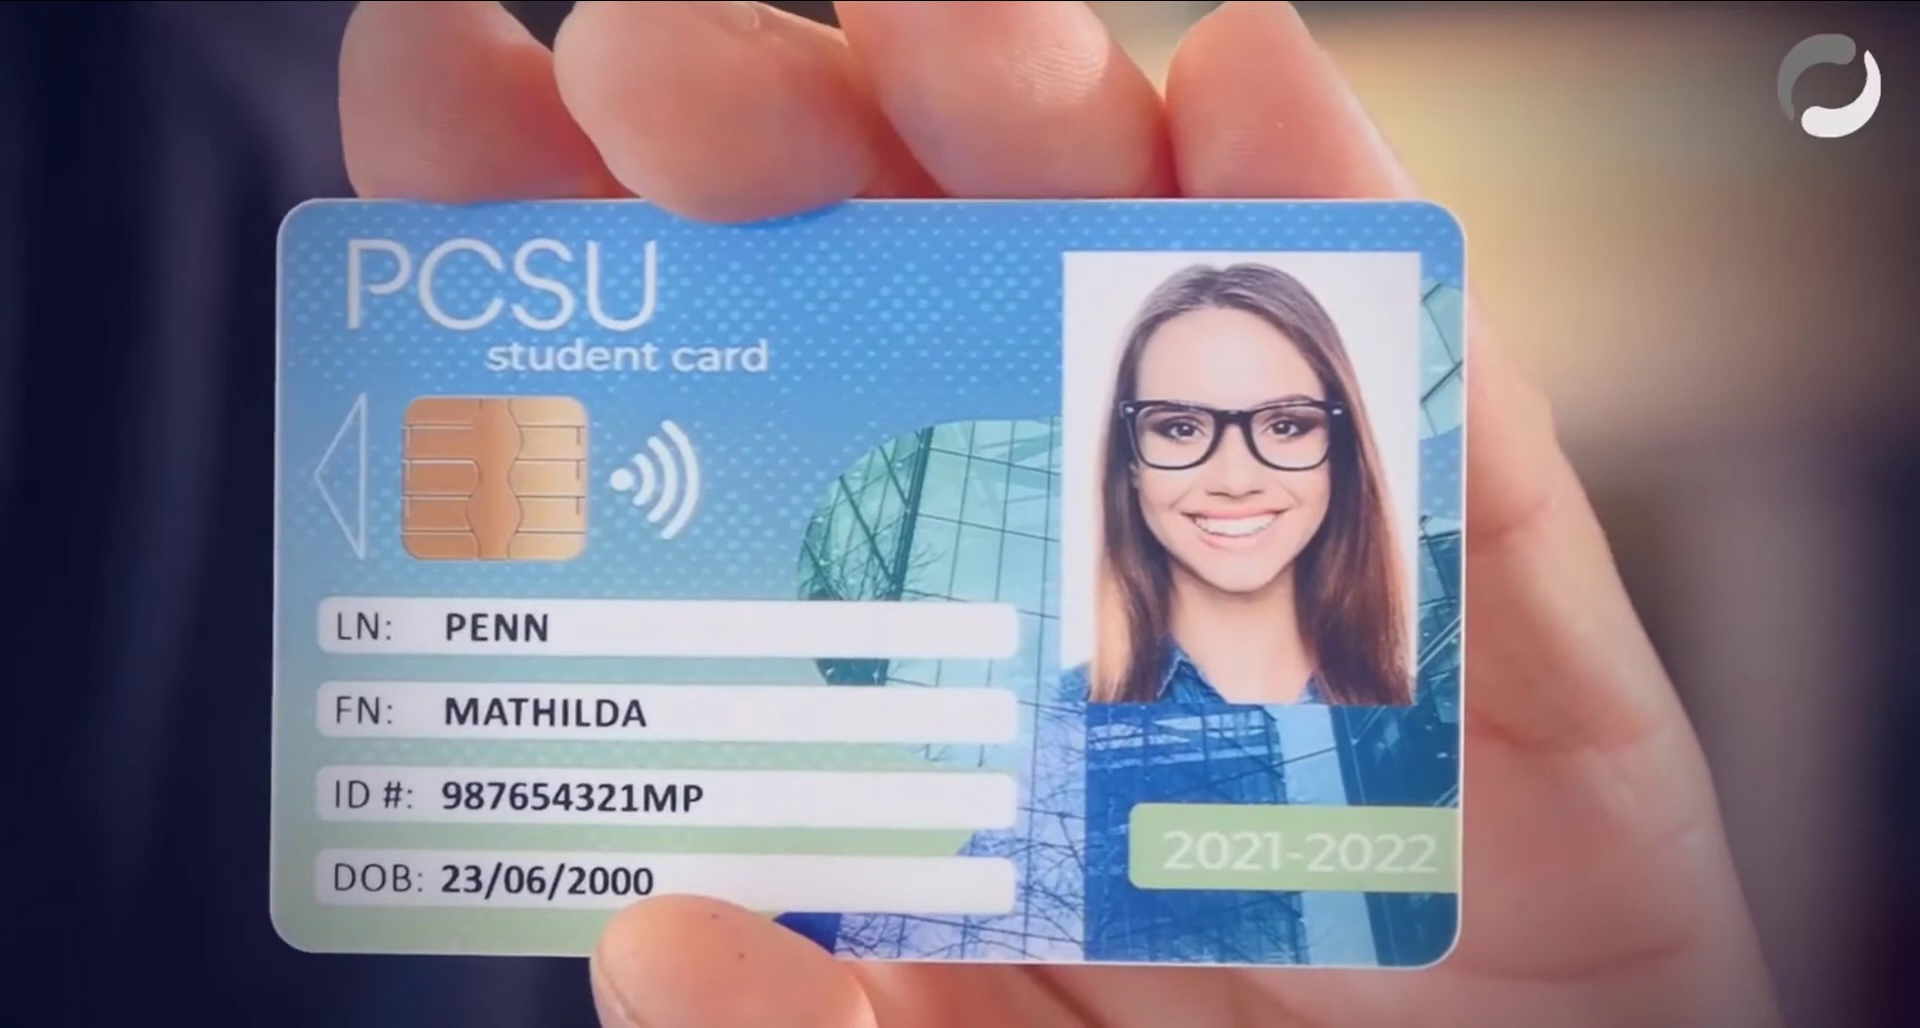 PCSU
student card
LN: PENN
FN: MATHILDA
ID #: 987654321MP
DOB: 23/06/2000
2021-2022